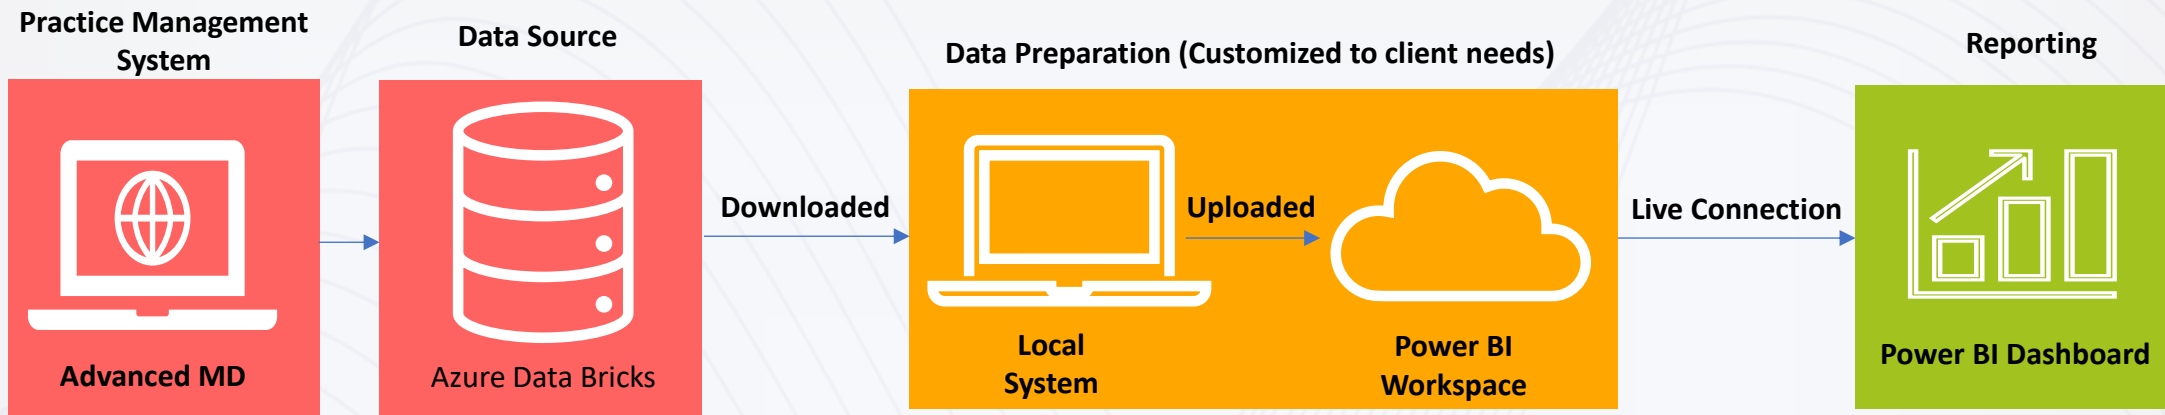 Practice Management
System
Advanced MD
Data Source
Azure Data Bricks
Downloaded
Data Preparation (Customized to client needs)
Local
System
Uploaded
Power BI
Workspace
Live Connection
Reporting
Power BI Dashboard